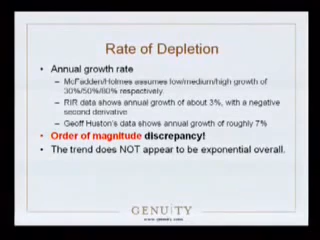 Rate of Depletion
• Annual growth rate
– McFadden/Holmes assumes low/medium/high growth of
30%/50%/80% respectively.
– RIR data shows annual growth of about 3%, with a negative
second derivative
– Geoff Huston's data shows annual growth of roughly 7%
• Order of magnitude discrepancy!
• The trend does NOT appear to be exponential overall.
GENUITY
www.genuity.com